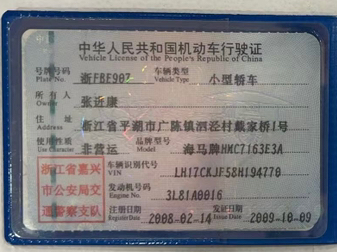 中华人民共和国机动车行驶证
Vehicle License of the People's Republic of China
号牌号码 浙FBF907 车辆类型 小型轿车
Plate No. Vehicle Type
所有人 张近康
Owner
住址 浙江省平湖市广陈镇泗泾村戴家桥1号
Address
使用性质 非营运 品牌型号 海马牌HMC7163E3A
Use Character Model
浙江省嘉兴
市公安局交
通警察支队
车辆识别代号 LH17CKJF58H194770
VIN
发动机号码 3L81A0016
Engine No.
注册日期 2008-02-14 发证日期 2009-10-09
Register Date Issue Date